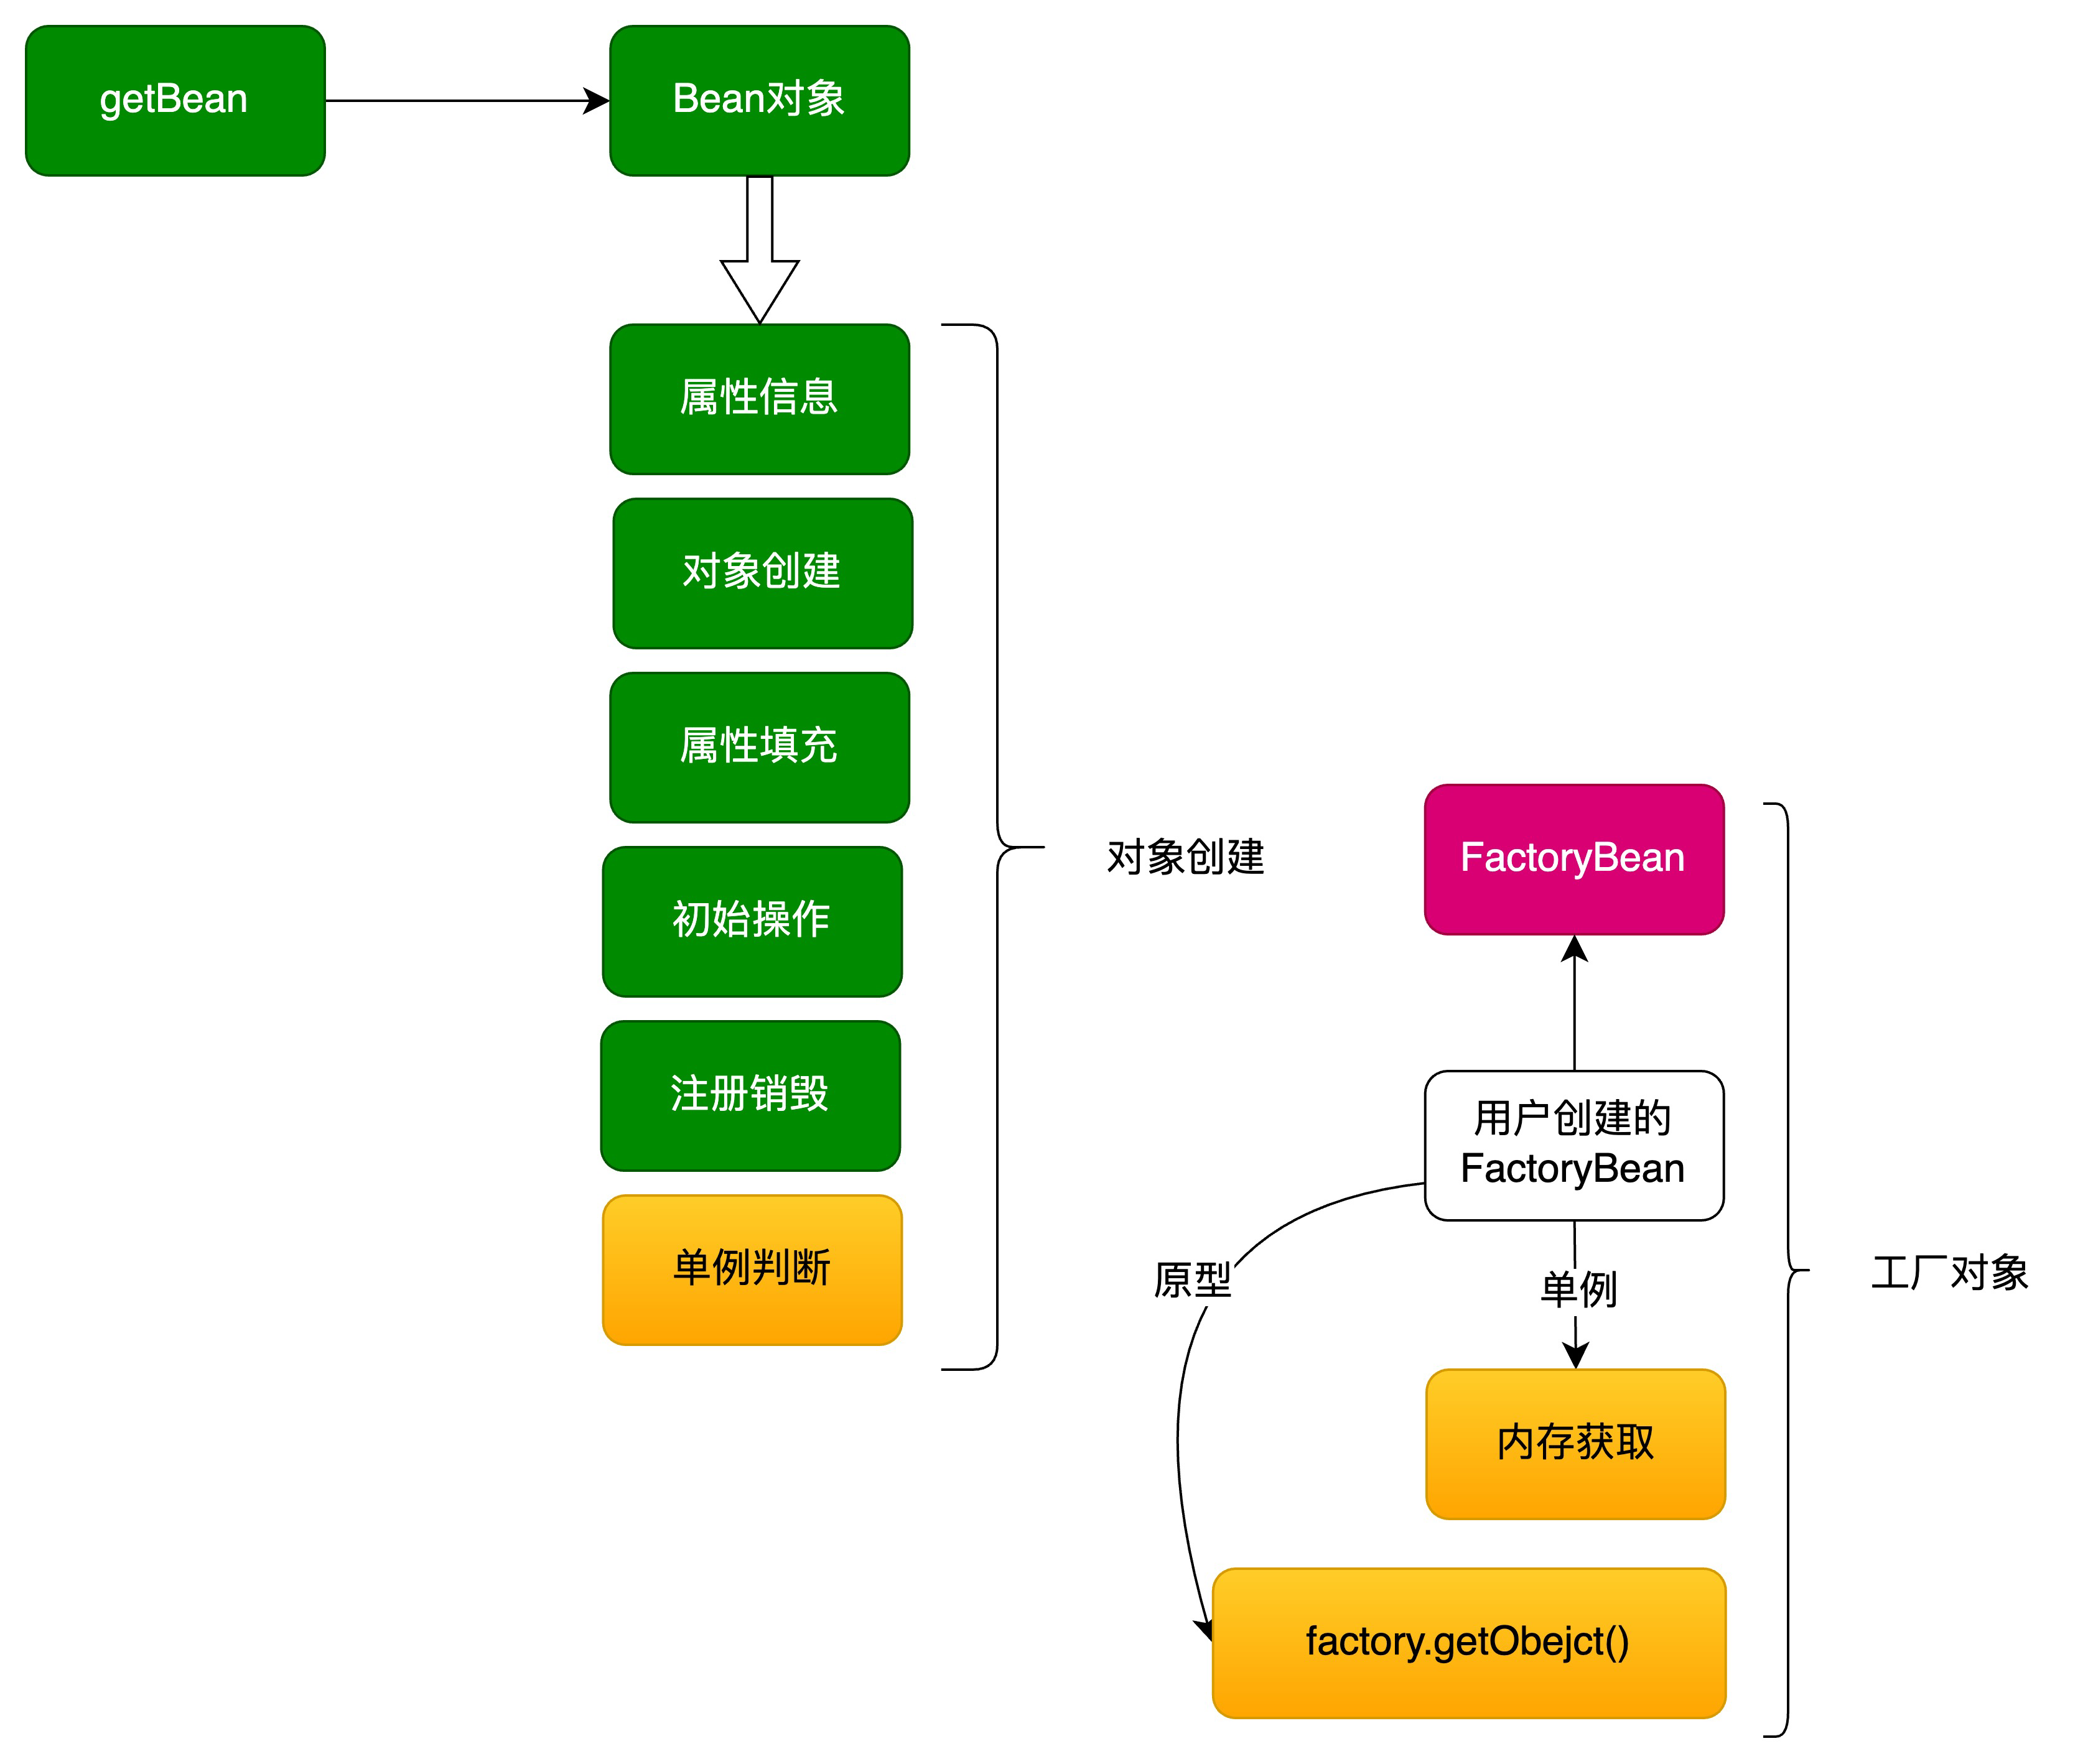 getBean
Bean对象
属性信息
对象创建
属性填充
初始操作
注册销毁
单例判断
对象创建
FactoryBean
用户创建的
FactoryBean
原型
单例
内存获取
factory.getObejct()
工厂对象